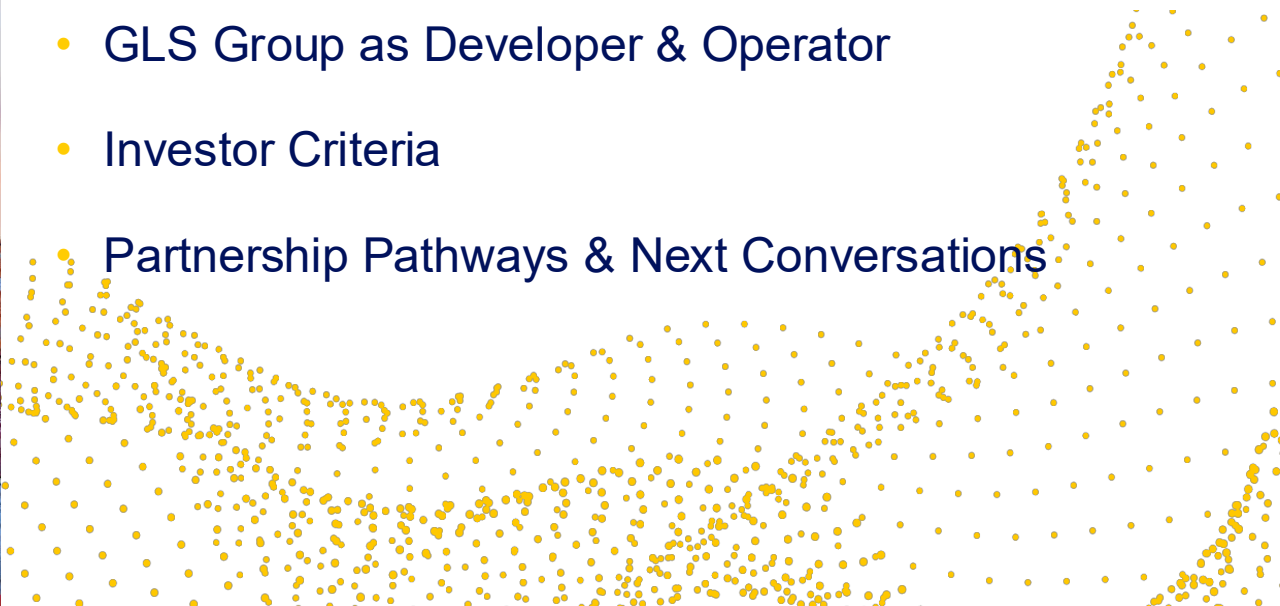 • GLS Group as Developer & Operator
• Investor Criteria
• Partnership Pathways & Next Conversations